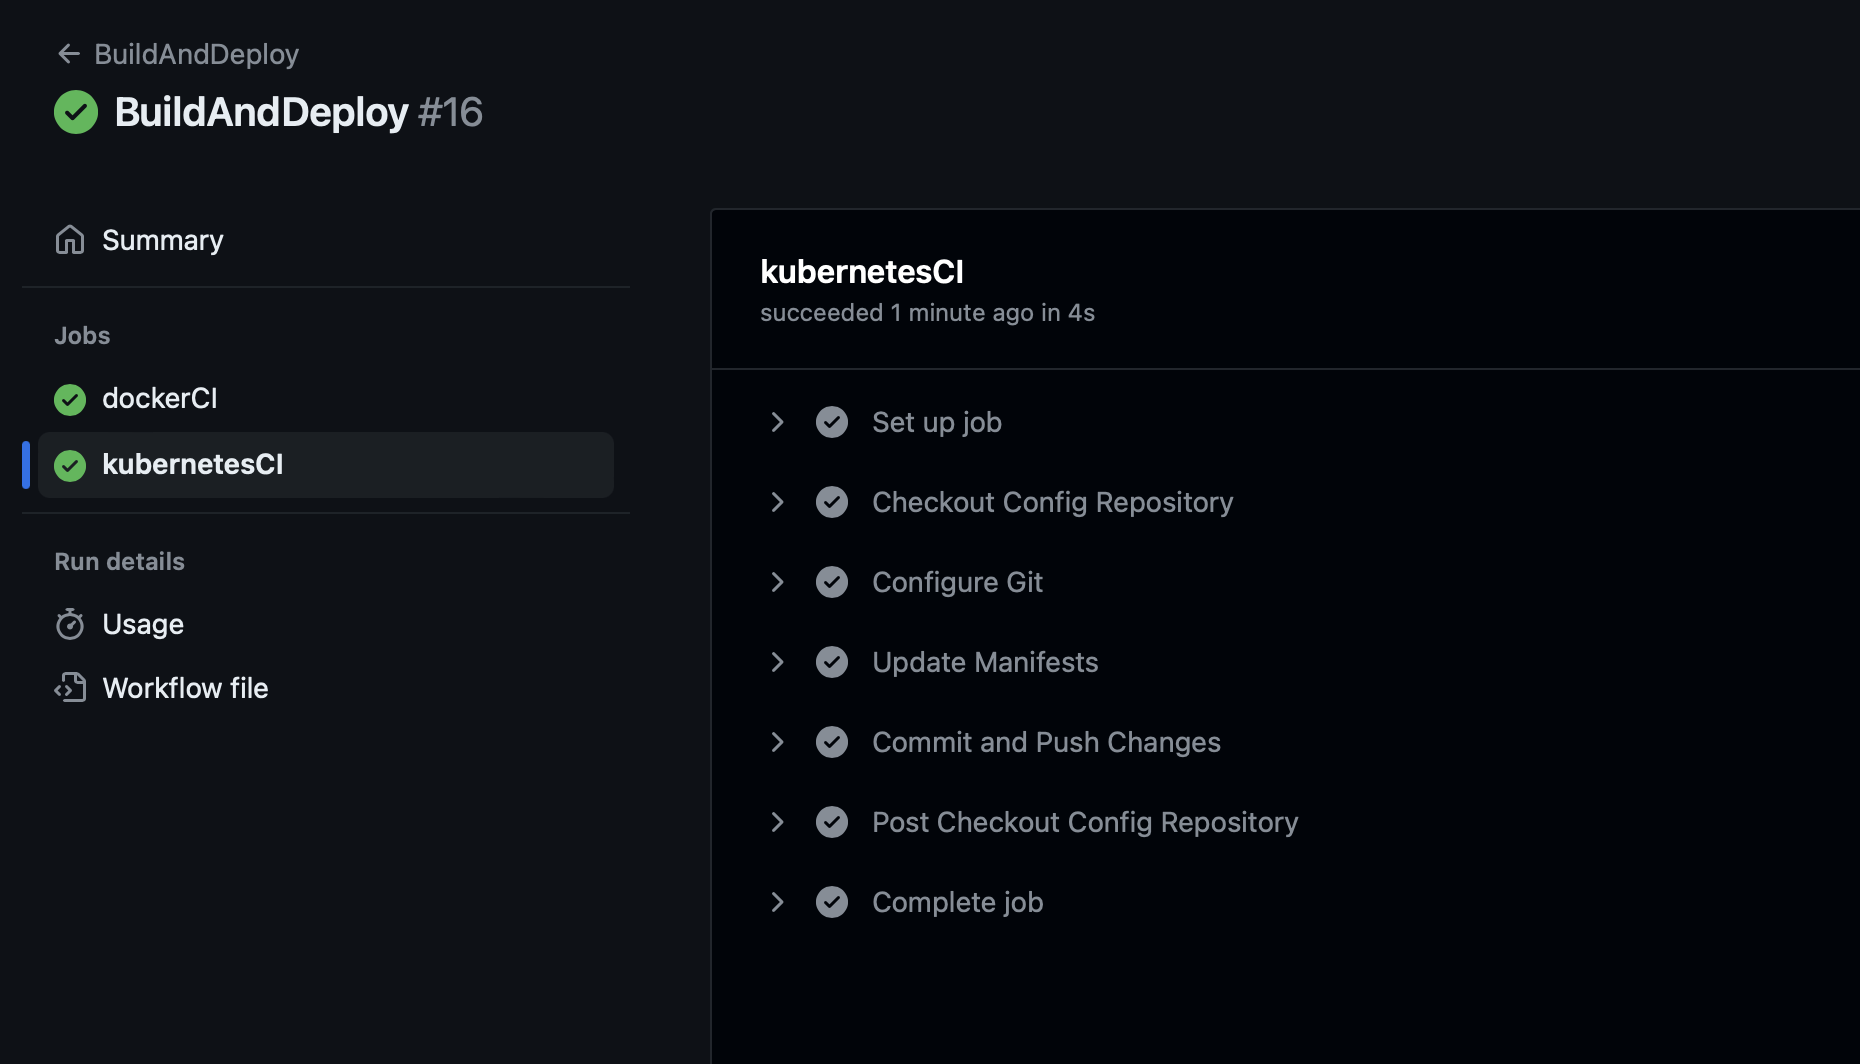 BuildAndDeploy
BuildAndDeploy #16
Summary
Jobs
dockerCI
kubernetesCI
Run details
Usage
Workflow file
kubernetesCI
succeeded 1 minute ago in 4s
Set up job
Checkout Config Repository
Configure Git
Update Manifests
Commit and Push Changes
Post Checkout Config Repository
Complete job